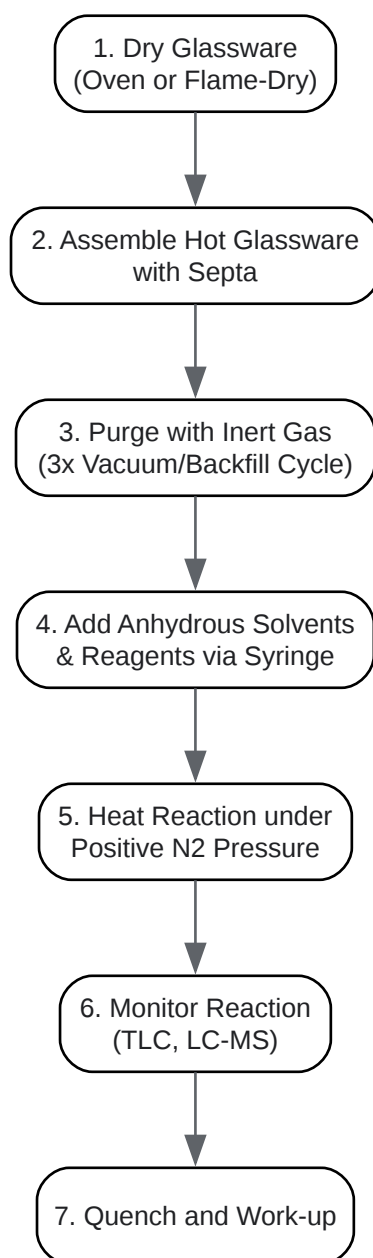 1. Dry Glassware
(Oven or Flame-Dry)
2. Assemble Hot Glassware
with Septa
3. Purge with Inert Gas
(3x Vacuum/Backfill Cycle)
4. Add Anhydrous Solvents
& Reagents via Syringe
5. Heat Reaction under
Positive N2 Pressure
6. Monitor Reaction
(TLC, LC-MS)
7. Quench and Work-up